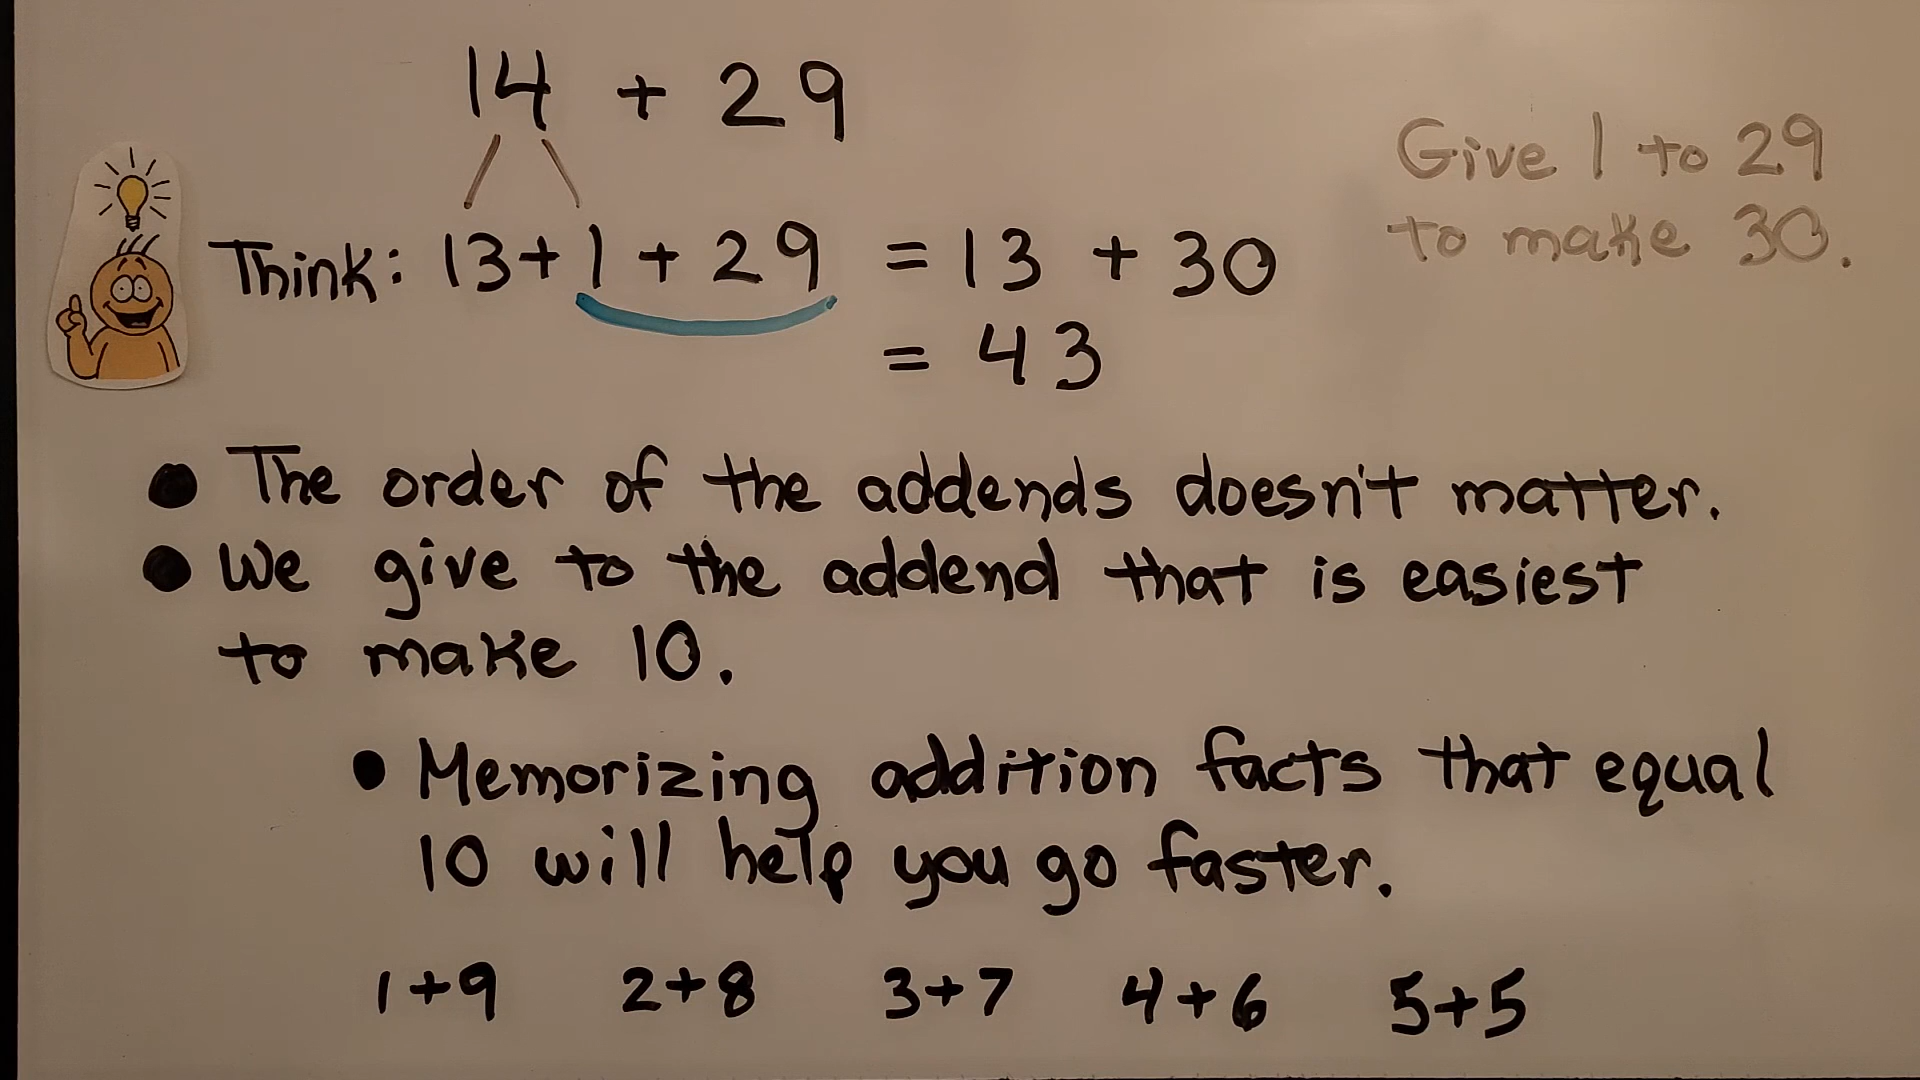 14 + 29
Give 1 to 29
to make 30.
Think: 13+1 + 29 = 13 + 30
= 43
● The order of the addends doesn't matter.
● We give to the addend that is easiest
to make 10.
● Memorizing addition facts that equal
10 will help you go faster.
1+9 2+8 3+7 4+6 5+5